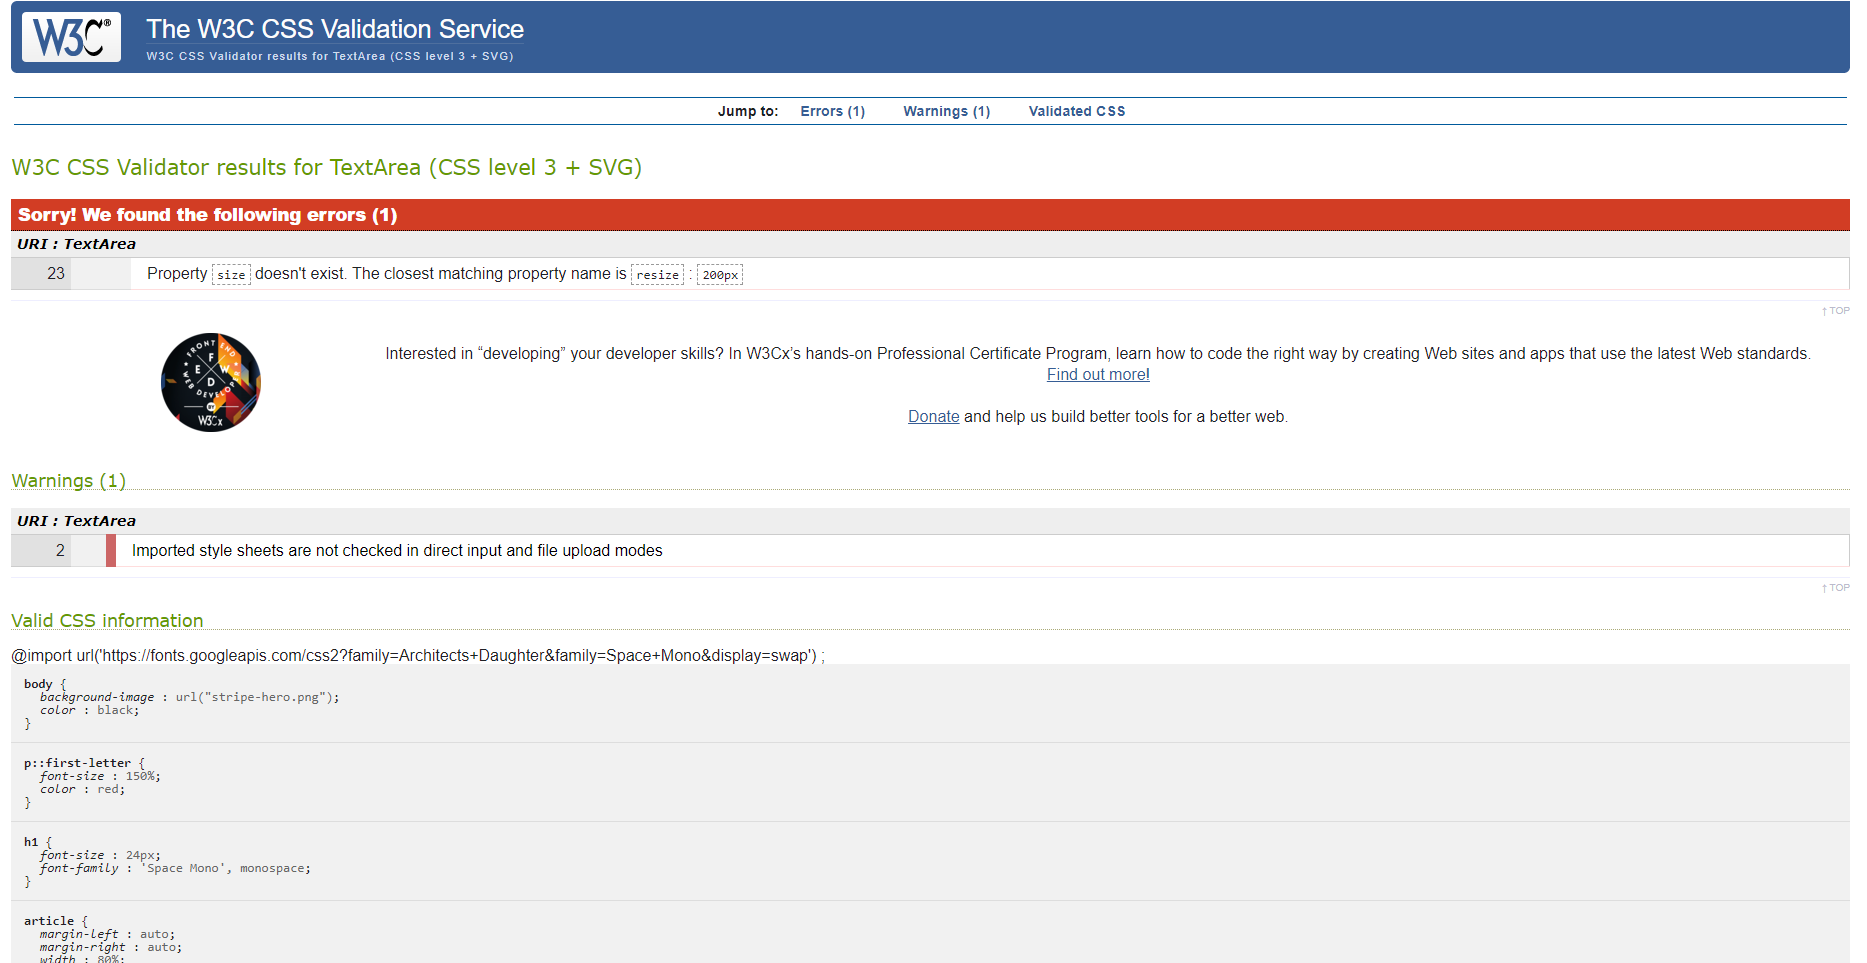 W3C®
The W3C CSS Validation Service
W3C CSS Validator results for TextArea (CSS level 3 + SVG)
Jump to: Errors (1) Warnings (1) Validated CSS
W3C CSS Validator results for TextArea (CSS level 3 + SVG)
Sorry! We found the following errors (1)
URI : TextArea
23 Property size doesn't exist. The closest matching property name is resize : 200px
↑ TOP
FRONT END
F
E W
D
WEB DEVELOPER
BY
W3Cx
Interested in “developing” your developer skills? In W3Cx’s hands-on Professional Certificate Program, learn how to code the right way by creating Web sites and apps that use the latest Web standards.
Find out more!
Donate and help us build better tools for a better web.
Warnings (1)
URI : TextArea
2 Imported style sheets are not checked in direct input and file upload modes
↑ TOP
Valid CSS information
@import url('https://fonts.googleapis.com/css2?family=Architects+Daughter&family=Space+Mono&display=swap') ;
body {
background-image : url("stripe-hero.png");
color : black;
}
p::first-letter {
font-size : 150%;
color : red;
}
h1 {
font-size : 24px;
font-family : 'Space Mono', monospace;
}
article {
margin-left : auto;
margin-right : auto;
width : 80%;